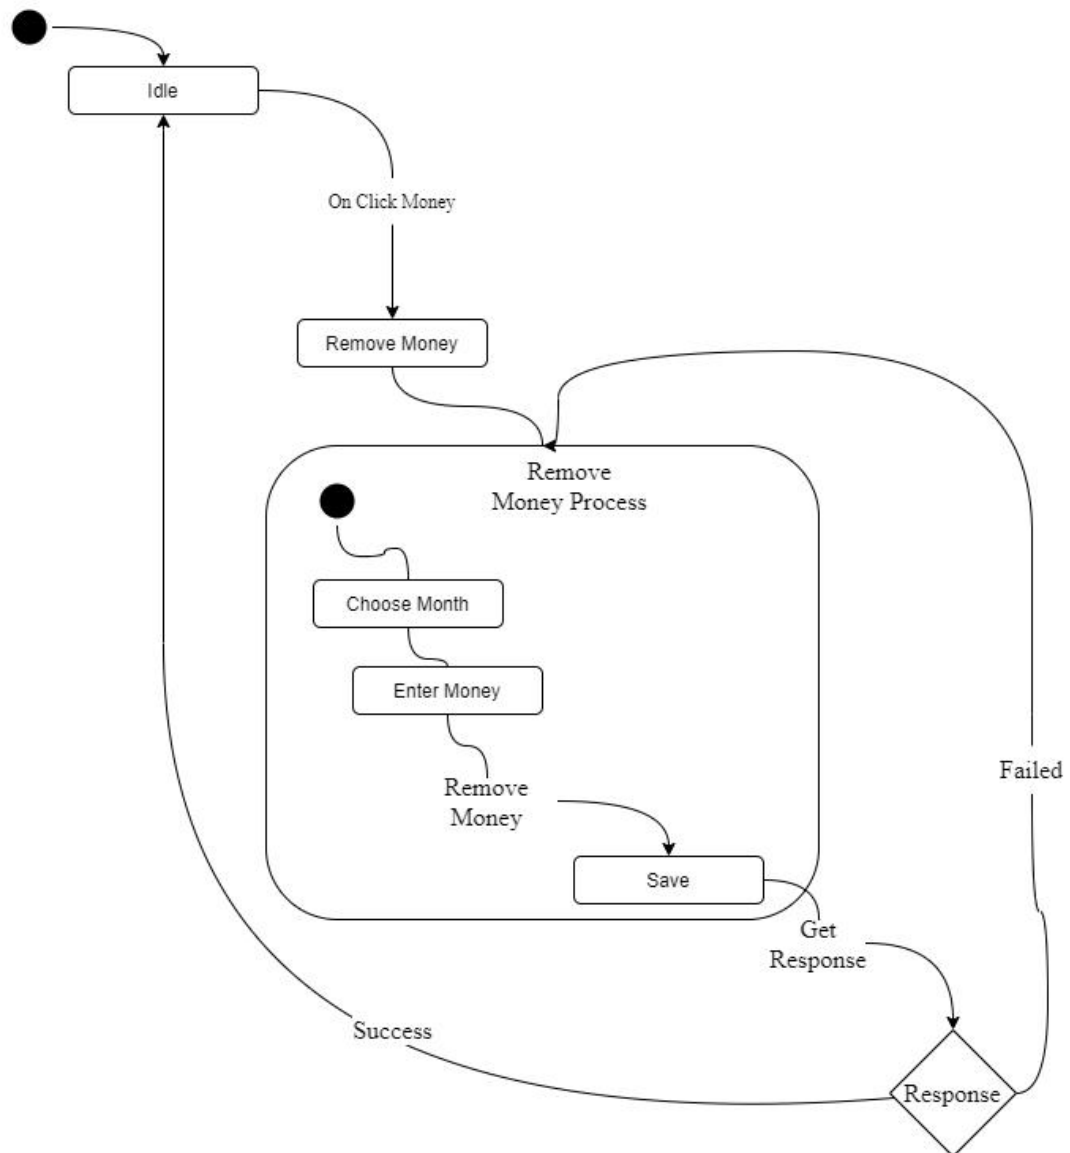 Idle
On Click Money
Remove Money
Remove
Money Process
Choose Month
Enter Money
Remove
Money
Failed
Save
Get
Response
Success
Response